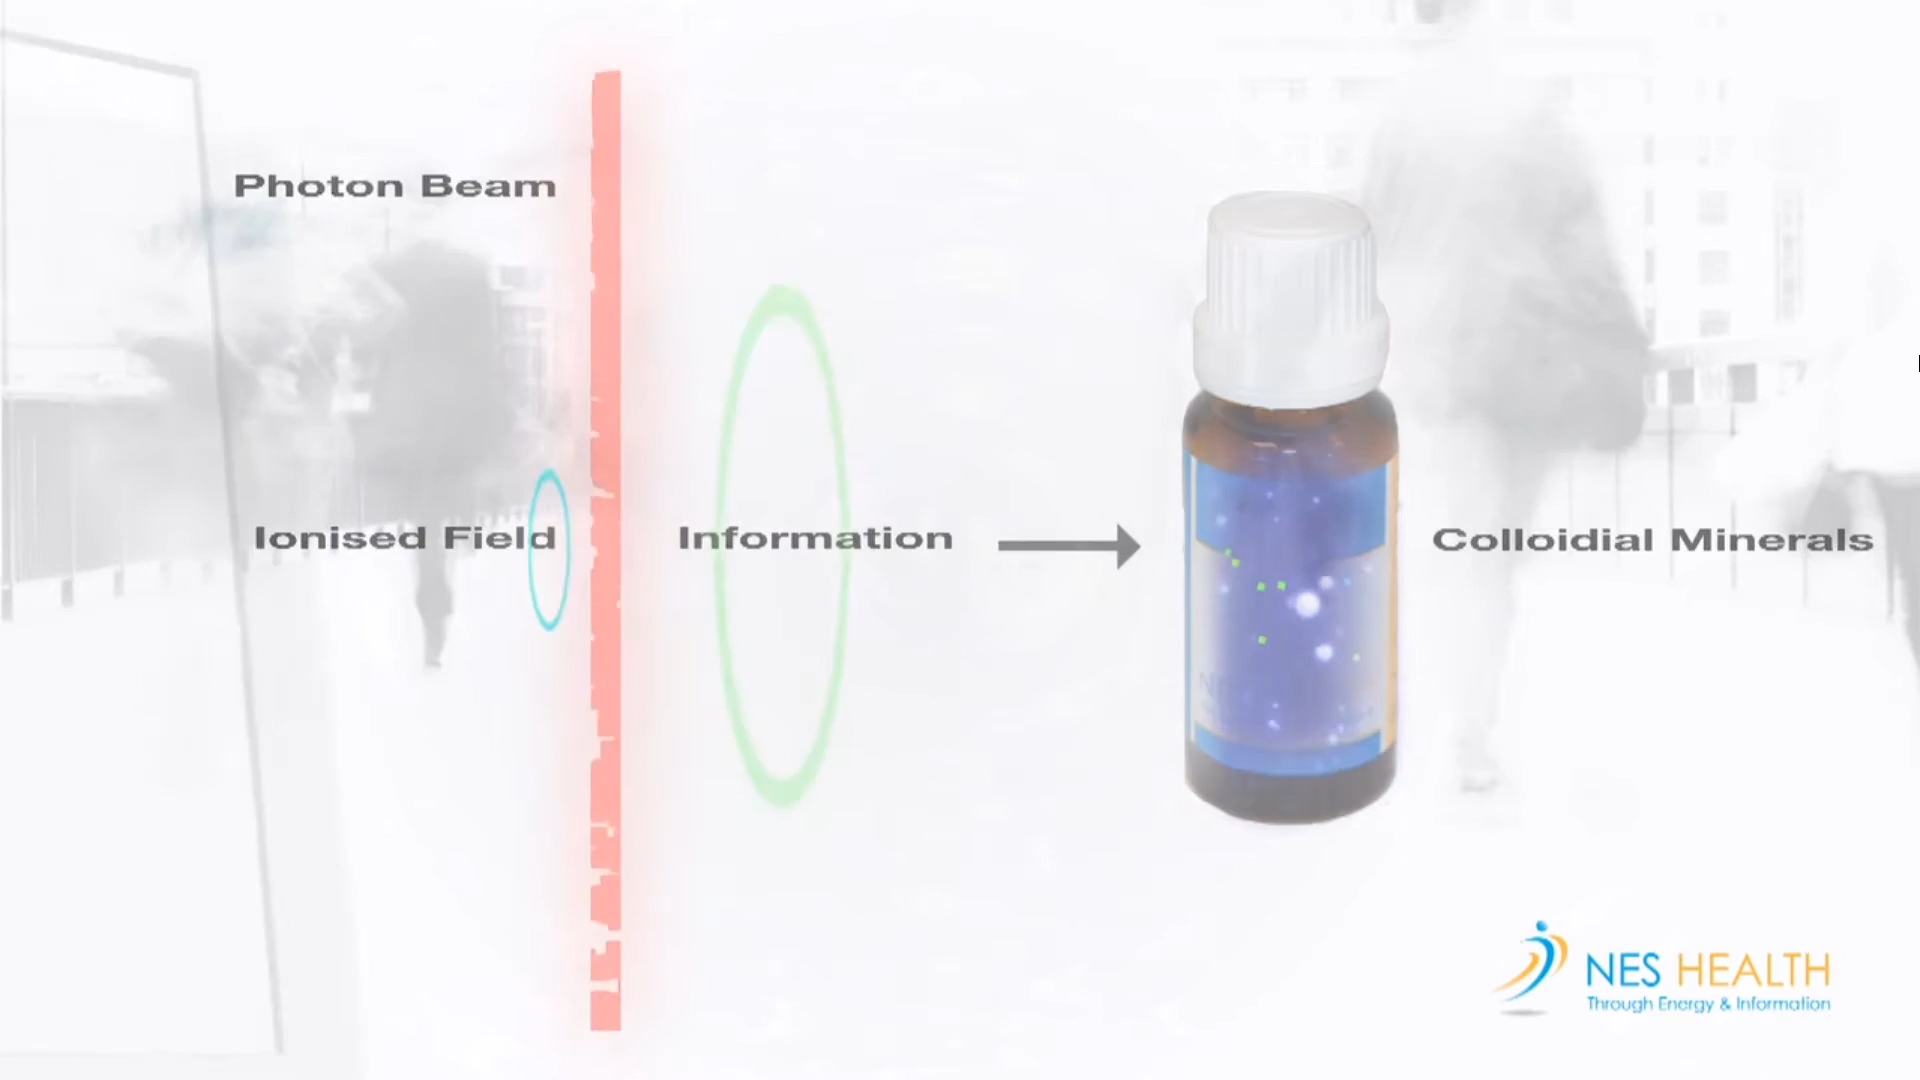 Photon Beam
Ionised Field
Information
Colloidial Minerals
NES HEALTH
Through Energy & Information